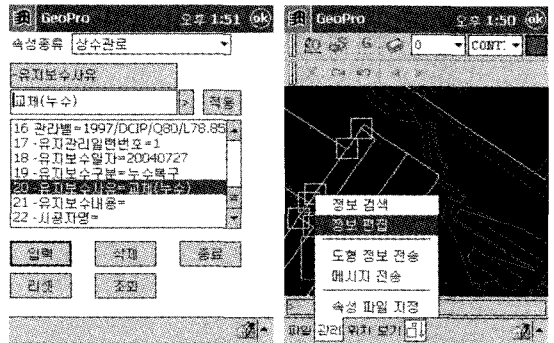 GeoPro 오후 1:51 ok
속성종류 상수관로
-유지보수사유
교체(누수) > 적용
16 관라벨=1997/DCIP/Q80/L78.85
17 -유지관리일련번호=1
18 -유지보수일자=20040727
19 -유지보수구분=누수복구
20 -유지보수사유=교체(누수)
21 -유지보수내용=
22 -시공자명=
입력 삭제 종료
리셋 조회
GeoPro 오후 1:50 ok
0 CONT.
정보 검색
정보 편집
도형 정보 전송
메시지 전송
속성 파일 지정
파일 관리 위치 보기